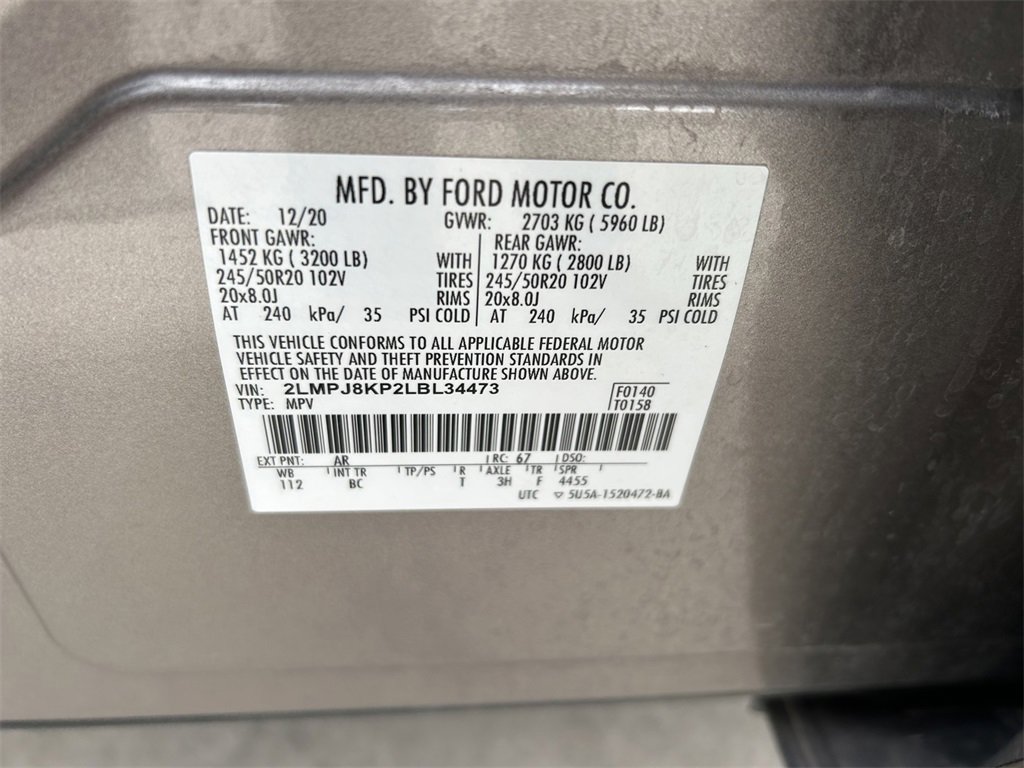 MFD. BY FORD MOTOR CO.
DATE: 12/20 GVWR: 2703 KG ( 5960 LB)
FRONT GAWR: REAR GAWR:
1452 KG ( 3200 LB) WITH 1270 KG ( 2800 LB) WITH
245/50R20 102V TIRES 245/50R20 102V TIRES
20x8.0J RIMS 20x8.0J RIMS
AT 240 kPa/ 35 PSI COLD AT 240 kPa/ 35 PSI COLD
THIS VEHICLE CONFORMS TO ALL APPLICABLE FEDERAL MOTOR
VEHICLE SAFETY AND THEFT PREVENTION STANDARDS IN
EFFECT ON THE DATE OF MANUFACTURE SHOWN ABOVE.
VIN: 2LMPJ8KP2LBL34473 F0140
TYPE: MPV T0158
EXT PNT: AR RC: 67 DSO:
WB INT TR TP/PS R AXLE TR SPR
112 BC T 3H F 4455
UTC ▽ 5U5A-1520472-BA